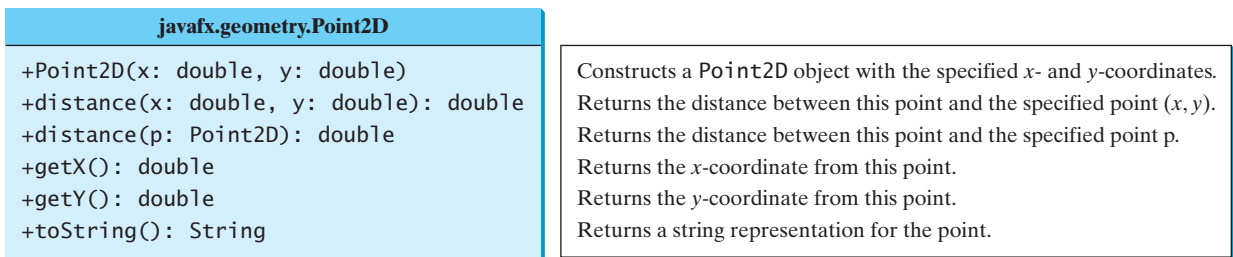 javafx.geometry.Point2D
+Point2D(x: double, y: double)
+distance(x: double, y: double): double
+distance(p: Point2D): double
+getX(): double
+getY(): double
+toString(): String
Constructs a Point2D object with the specified x- and y-coordinates.
Returns the distance between this point and the specified point (x, y).
Returns the distance between this point and the specified point p.
Returns the x-coordinate from this point.
Returns the y-coordinate from this point.
Returns a string representation for the point.